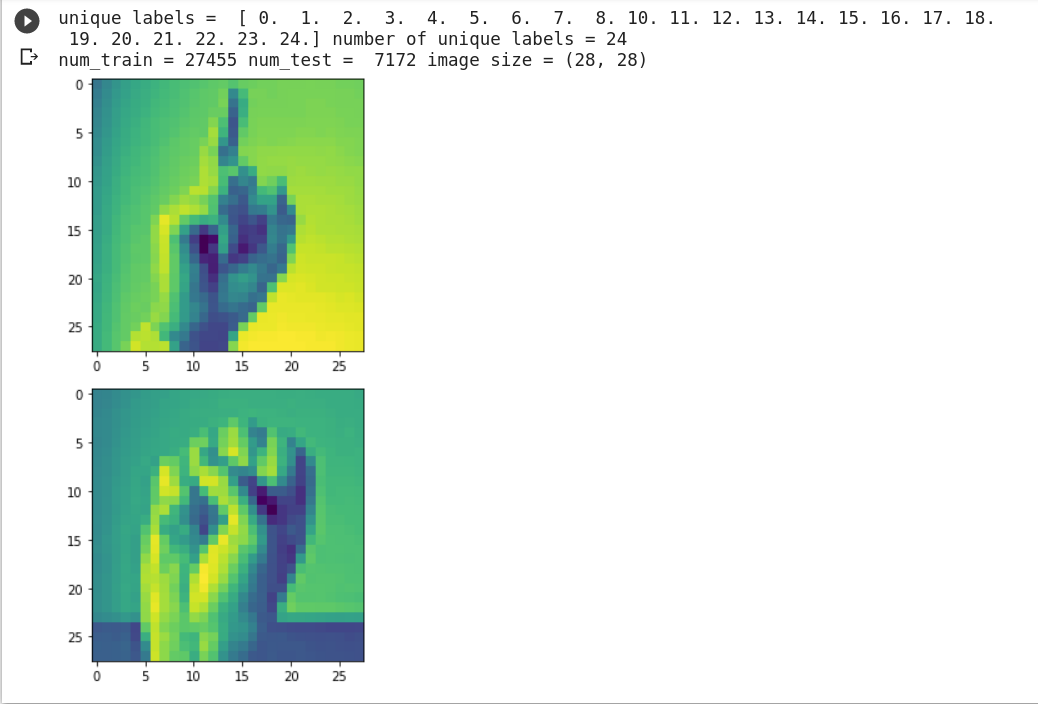 unique labels =  [ 0.  1.  2.  3.  4.  5.  6.  7.  8. 10. 11. 12. 13. 14. 15. 16. 17. 18.
19. 20. 21. 22. 23. 24.] number of unique labels = 24
num_train = 27455 num_test =  7172 image size = (28, 28)
0
5
10
15
20
25
0 5 10 15 20 25
0
5
10
15
20
25
0 5 10 15 20 25